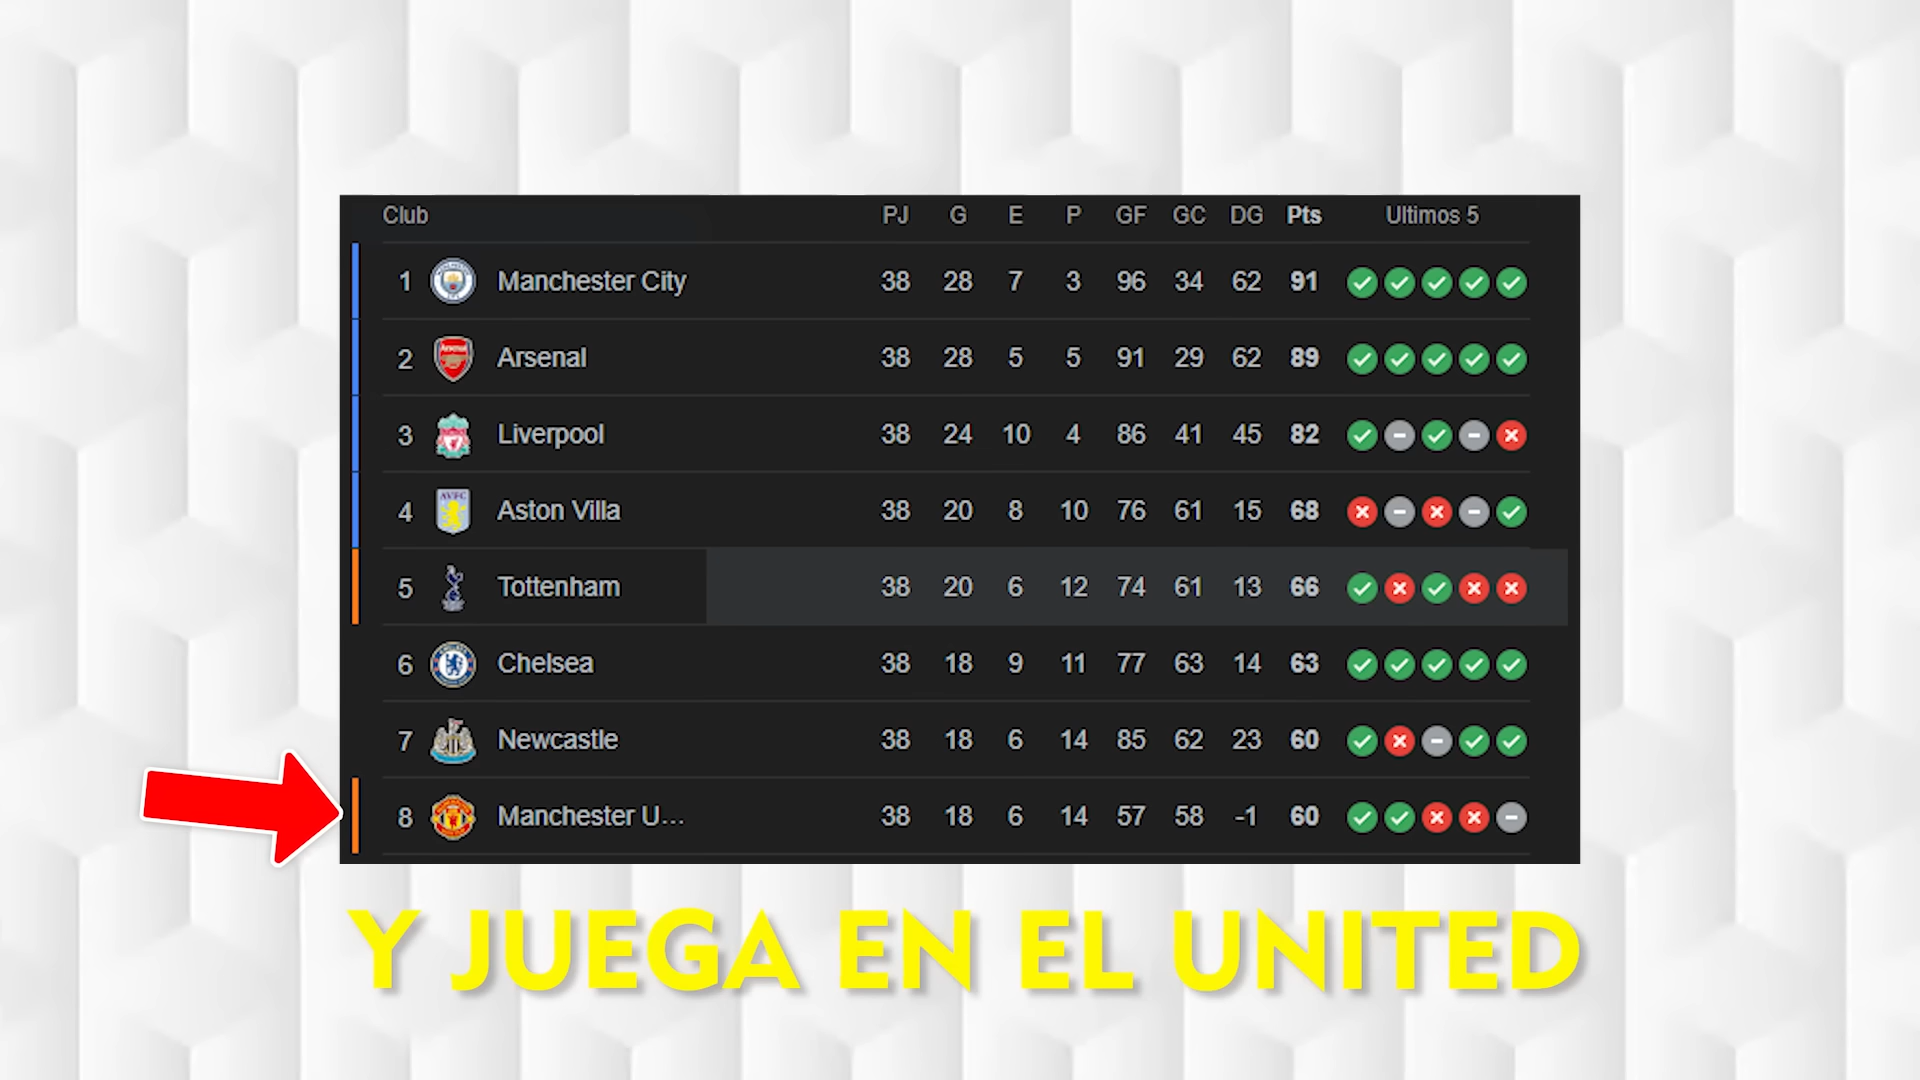 Club PJ G E P GF GC DG Pts Ultimos 5
1 Manchester City 38 28 7 3 96 34 62 91
2 Arsenal 38 28 5 5 91 29 62 89
3 Liverpool 38 24 10 4 86 41 45 82
4 Aston Villa 38 20 8 10 76 61 15 68
5 Tottenham 38 20 6 12 74 61 13 66
6 Chelsea 38 18 9 11 77 63 14 63
7 Newcastle 38 18 6 14 85 62 23 60
8 Manchester U... 38 18 6 14 57 58 -1 60
Y JUEGA EN EL UNITED